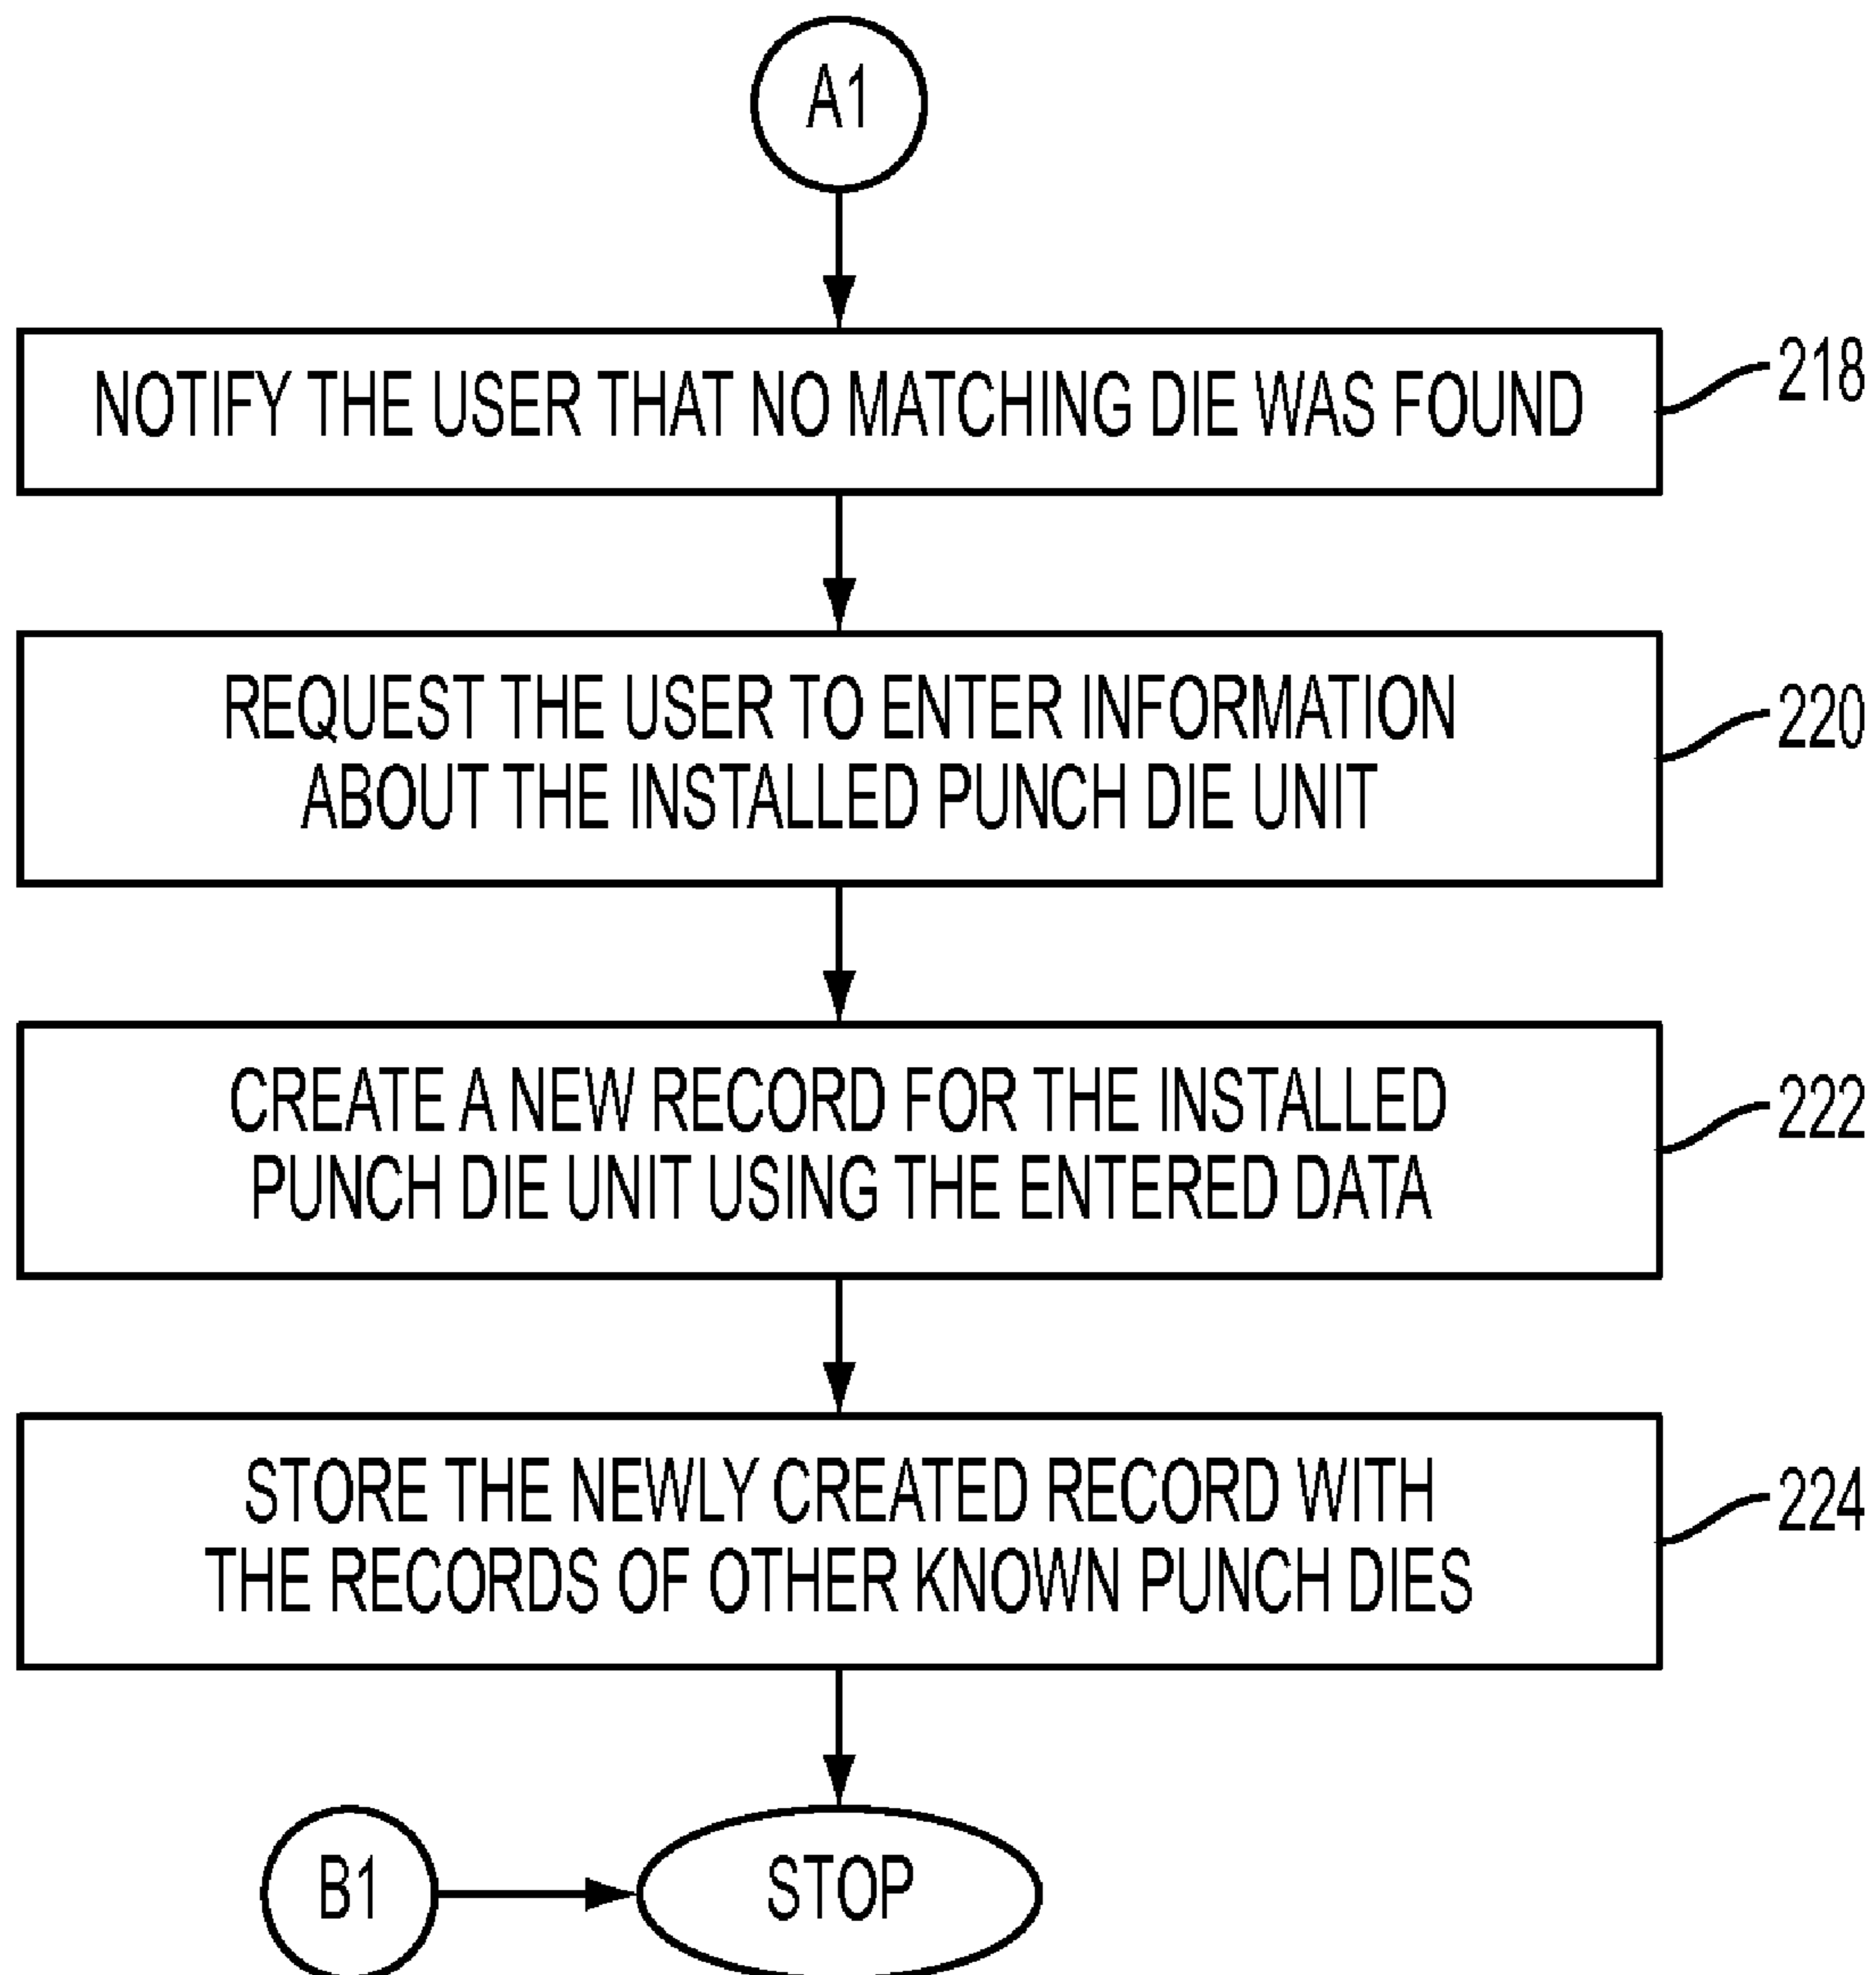 A1
NOTIFY THE USER THAT NO MATCHING DIE WAS FOUND
218
REQUEST THE USER TO ENTER INFORMATION
ABOUT THE INSTALLED PUNCH DIE UNIT
220
CREATE A NEW RECORD FOR THE INSTALLED
PUNCH DIE UNIT USING THE ENTERED DATA
222
STORE THE NEWLY CREATED RECORD WITH
THE RECORDS OF OTHER KNOWN PUNCH DIES
224
B1
STOP